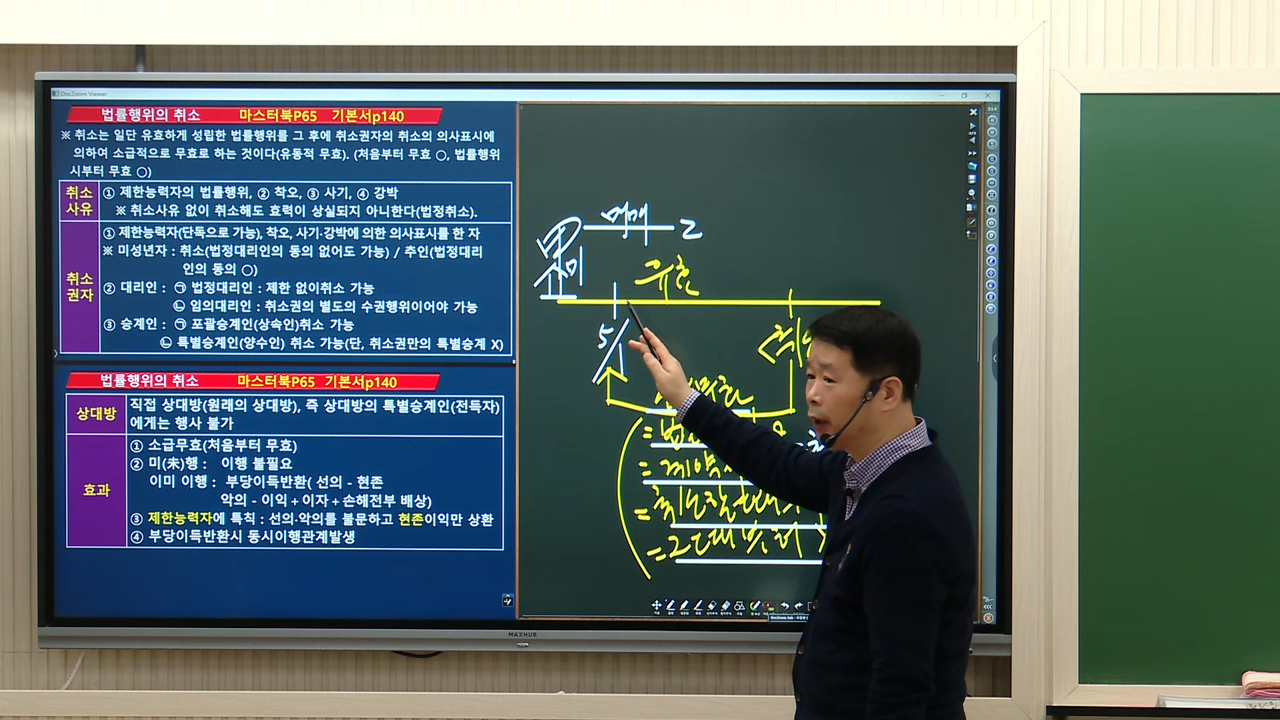 DocZoom Viewer
법률행위의 취소 마스터북P65 기본서p140
※ 취소는 일단 유효하게 성립한 법률행위를 그 후에 취소권자의 취소의 의사표시에
의하여 소급적으로 무효로 하는 것이다(유동적 무효). (처음부터 무효 ○, 법률행위
시부터 무효 ○)
취소
사유
① 제한능력자의 법률행위, ② 착오, ③ 사기, ④ 강박
※ 취소사유 없이 취소해도 효력이 상실되지 아니한다(법정취소).
취소
권자
① 제한능력자(단독으로 가능), 착오, 사기·강박에 의한 의사표시를 한 자
※ 미성년자 : 취소(법정대리인의 동의 없어도 가능) / 추인(법정대리
인의 동의 ○)
② 대리인 : ㉠ 법정대리인 : 제한 없이취소 가능
㉡ 임의대리인 : 취소권의 별도의 수권행위이어야 가능
③ 승계인 : ㉠ 포괄승계인(상속인)취소 가능
㉡ 특별승계인(양수인) 취소 가능(단, 취소권만의 특별승계 X)
법률행위의 취소 마스터북P65 기본서p140
상대방
직접 상대방(원래의 상대방), 즉 상대방의 특별승계인(전득자)
에게는 행사 불가
효과
① 소급무효(처음부터 무효)
② 미(未)행 : 이행 불필요
이미 이행 : 부당이득반환( 선의 - 현존
악의 - 이익 + 이자 + 손해전부 배상)
③ 제한능력자에 특칙 : 선의·악의를 불문하고 현존이익만 상환
④ 부당이득반환시 동시이행관계발생
매매
유효
5/1
MAXHUB